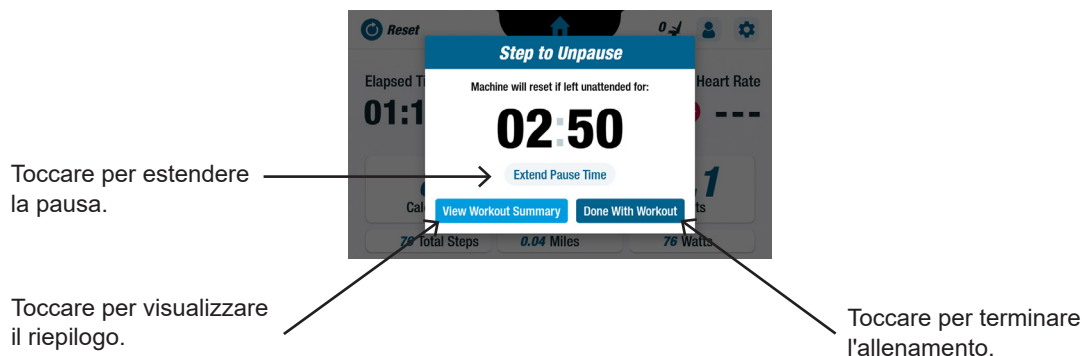 Reset
0
Step to Unpause
Elapsed Ti
Machine will reset if left unattended for:
Heart Rate
01:1
02:50
---
Toccare per estendere
la pausa.
Extend Pause Time
1
Cal
View Workout Summary
Done With Workout
ts
76 Total Steps
0.04 Miles
76 Watts
Toccare per visualizzare
il riepilogo.
Toccare per terminare
l'allenamento.